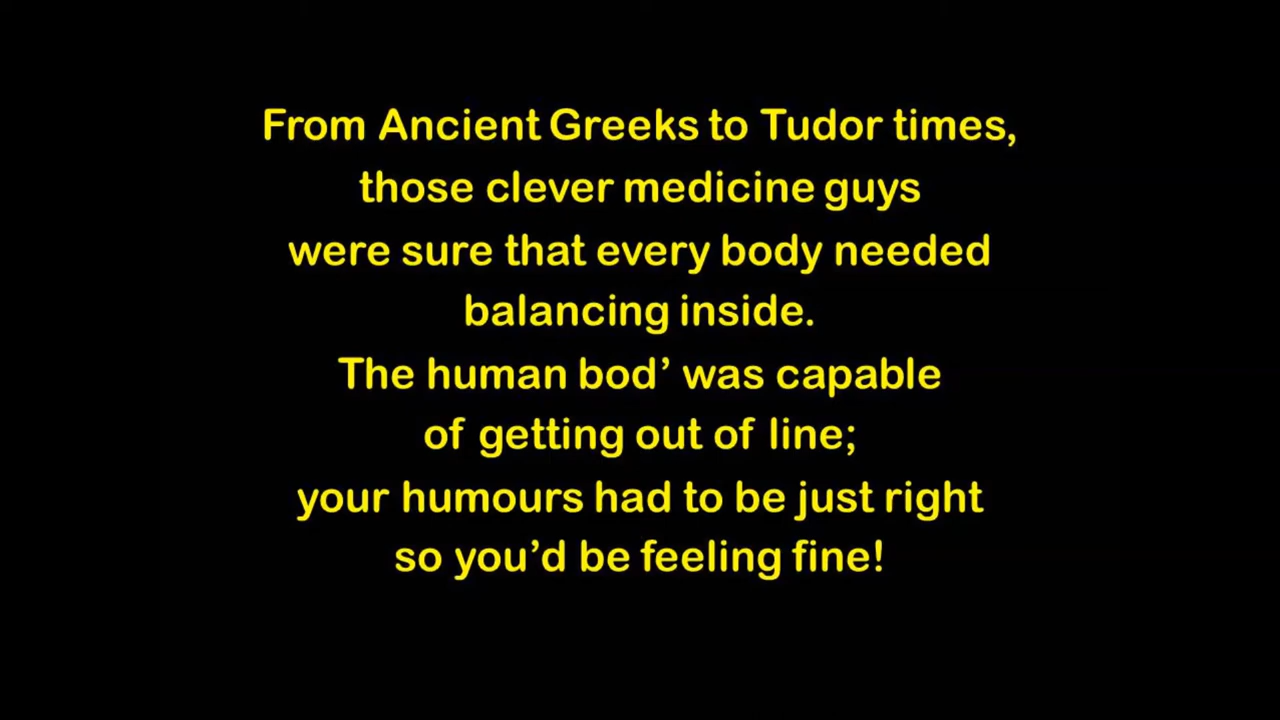 From Ancient Greeks to Tudor times,
those clever medicine guys
were sure that every body needed
balancing inside.
The human bod’ was capable
of getting out of line;
your humours had to be just right
so you’d be feeling fine!